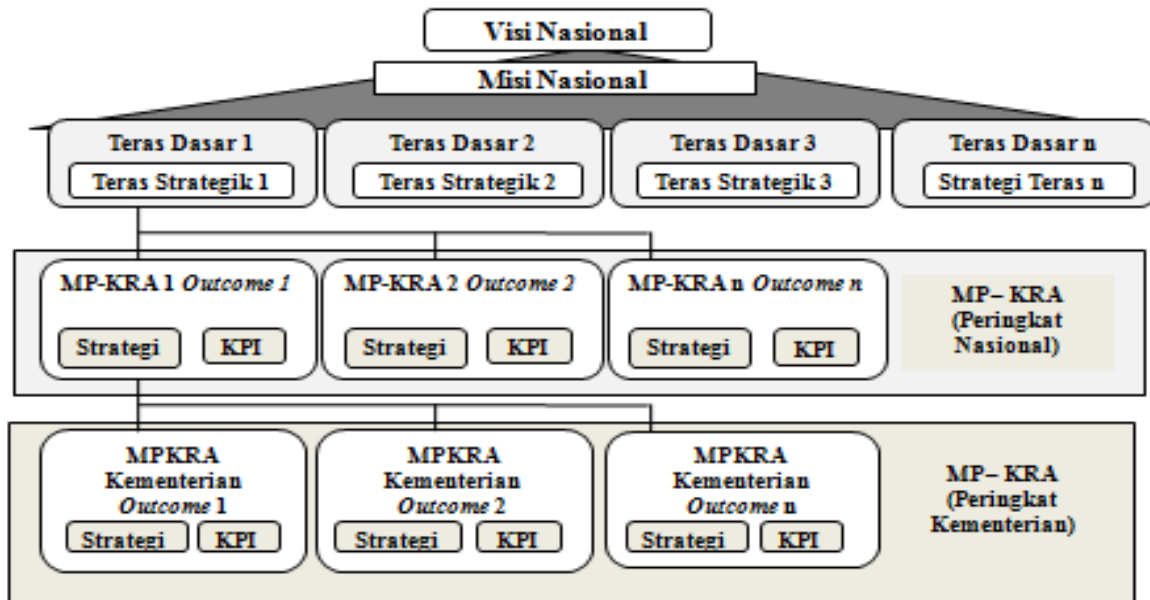 Visi Nasional
Misi Nasional
Teras Dasar 1
Teras Strategik 1
Teras Dasar 2
Teras Strategik 2
Teras Dasar 3
Teras Strategik 3
Teras Dasar n
Strategi Teras n
MP-KRA 1 Outcome 1
Strategi
KPI
MP-KRA 2 Outcome 2
Strategi
KPI
MP-KRA n Outcome n
Strategi
KPI
MP– KRA
(Peringkat
Nasional)
MPKRA
Kementerian
Outcome 1
Strategi
KPI
MPKRA
Kementerian
Outcome 2
Strategi
KPI
MPKRA
Kementerian
Outcome n
Strategi
KPI
MP– KRA
(Peringkat
Kementerian)